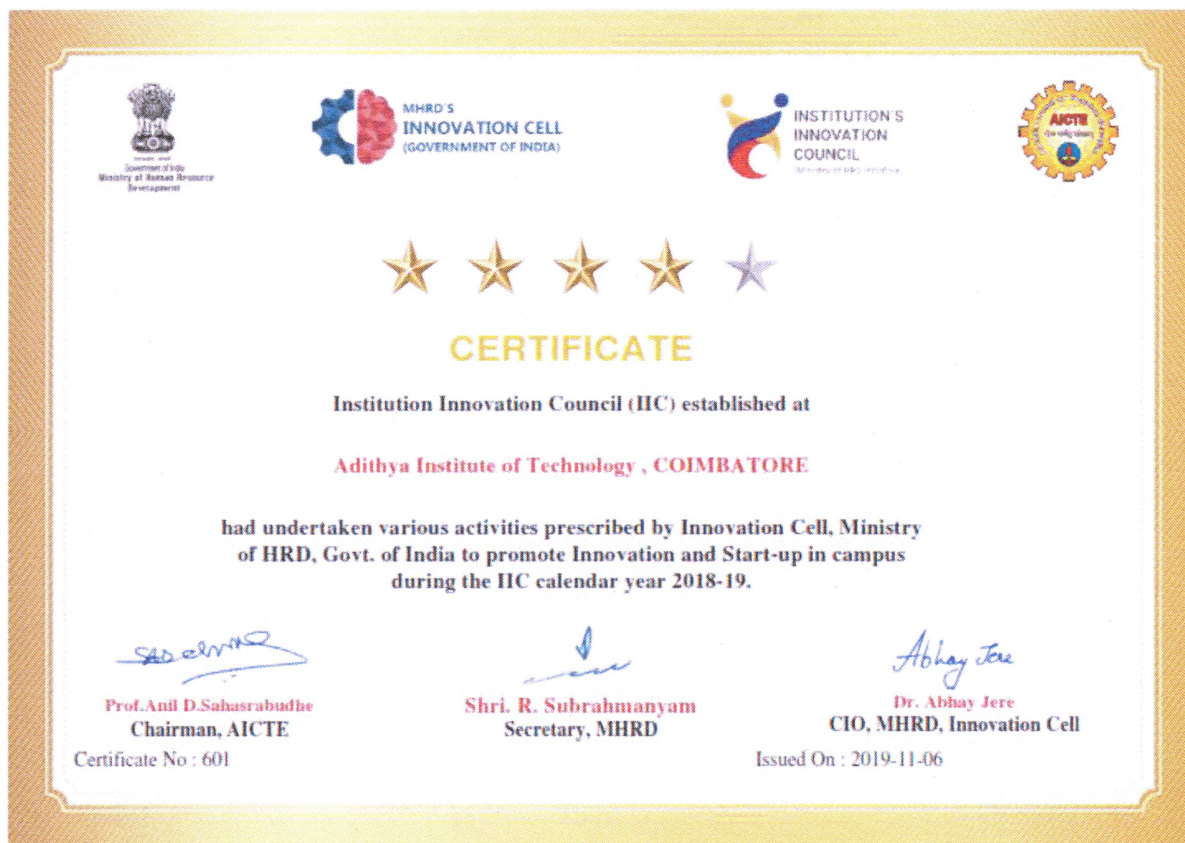 Government of India
Ministry of Human Resource
Development
MHRD'S
INNOVATION CELL
(GOVERNMENT OF INDIA)
INSTITUTION'S
INNOVATION
COUNCIL
(Ministry of HRD Initiative)
AICTE
CERTIFICATE
Institution Innovation Council (IIC) established at
Adithya Institute of Technology , COIMBATORE
had undertaken various activities prescribed by Innovation Cell, Ministry
of HRD, Govt. of India to promote Innovation and Start-up in campus
during the IIC calendar year 2018-19.
Abhay Jere
Prof.Anil D.Sahasrabudhe
Chairman, AICTE
Shri. R. Subrahmanyam
Secretary, MHRD
Dr. Abhay Jere
CIO, MHRD, Innovation Cell
Certificate No : 601
Issued On : 2019-11-06